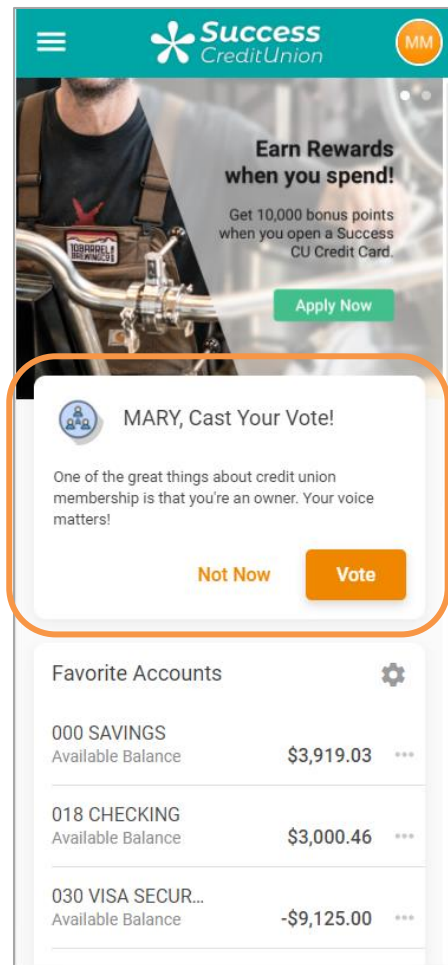 Success
CreditUnion
MM
Earn Rewards
when you spend!
Get 10,000 bonus points
when you open a Success
CU Credit Card.
Apply Now
10BARREL
BREWINGCO
MARY, Cast Your Vote!
One of the great things about credit union
membership is that you're an owner. Your voice
matters!
Not Now
Vote
Favorite Accounts
000 SAVINGS
Available Balance
$3,919.03
018 CHECKING
Available Balance
$3,000.46
030 VISA SECUR...
Available Balance
-$9,125.00